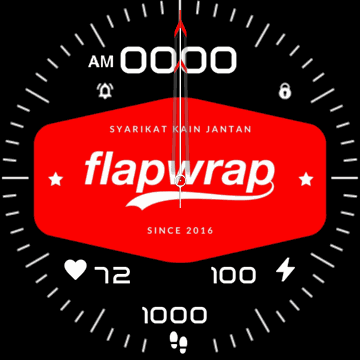 AM 0000
SYARIKAT KAIN JANTAN
flapwrap
SINCE 2016
72 100
1000